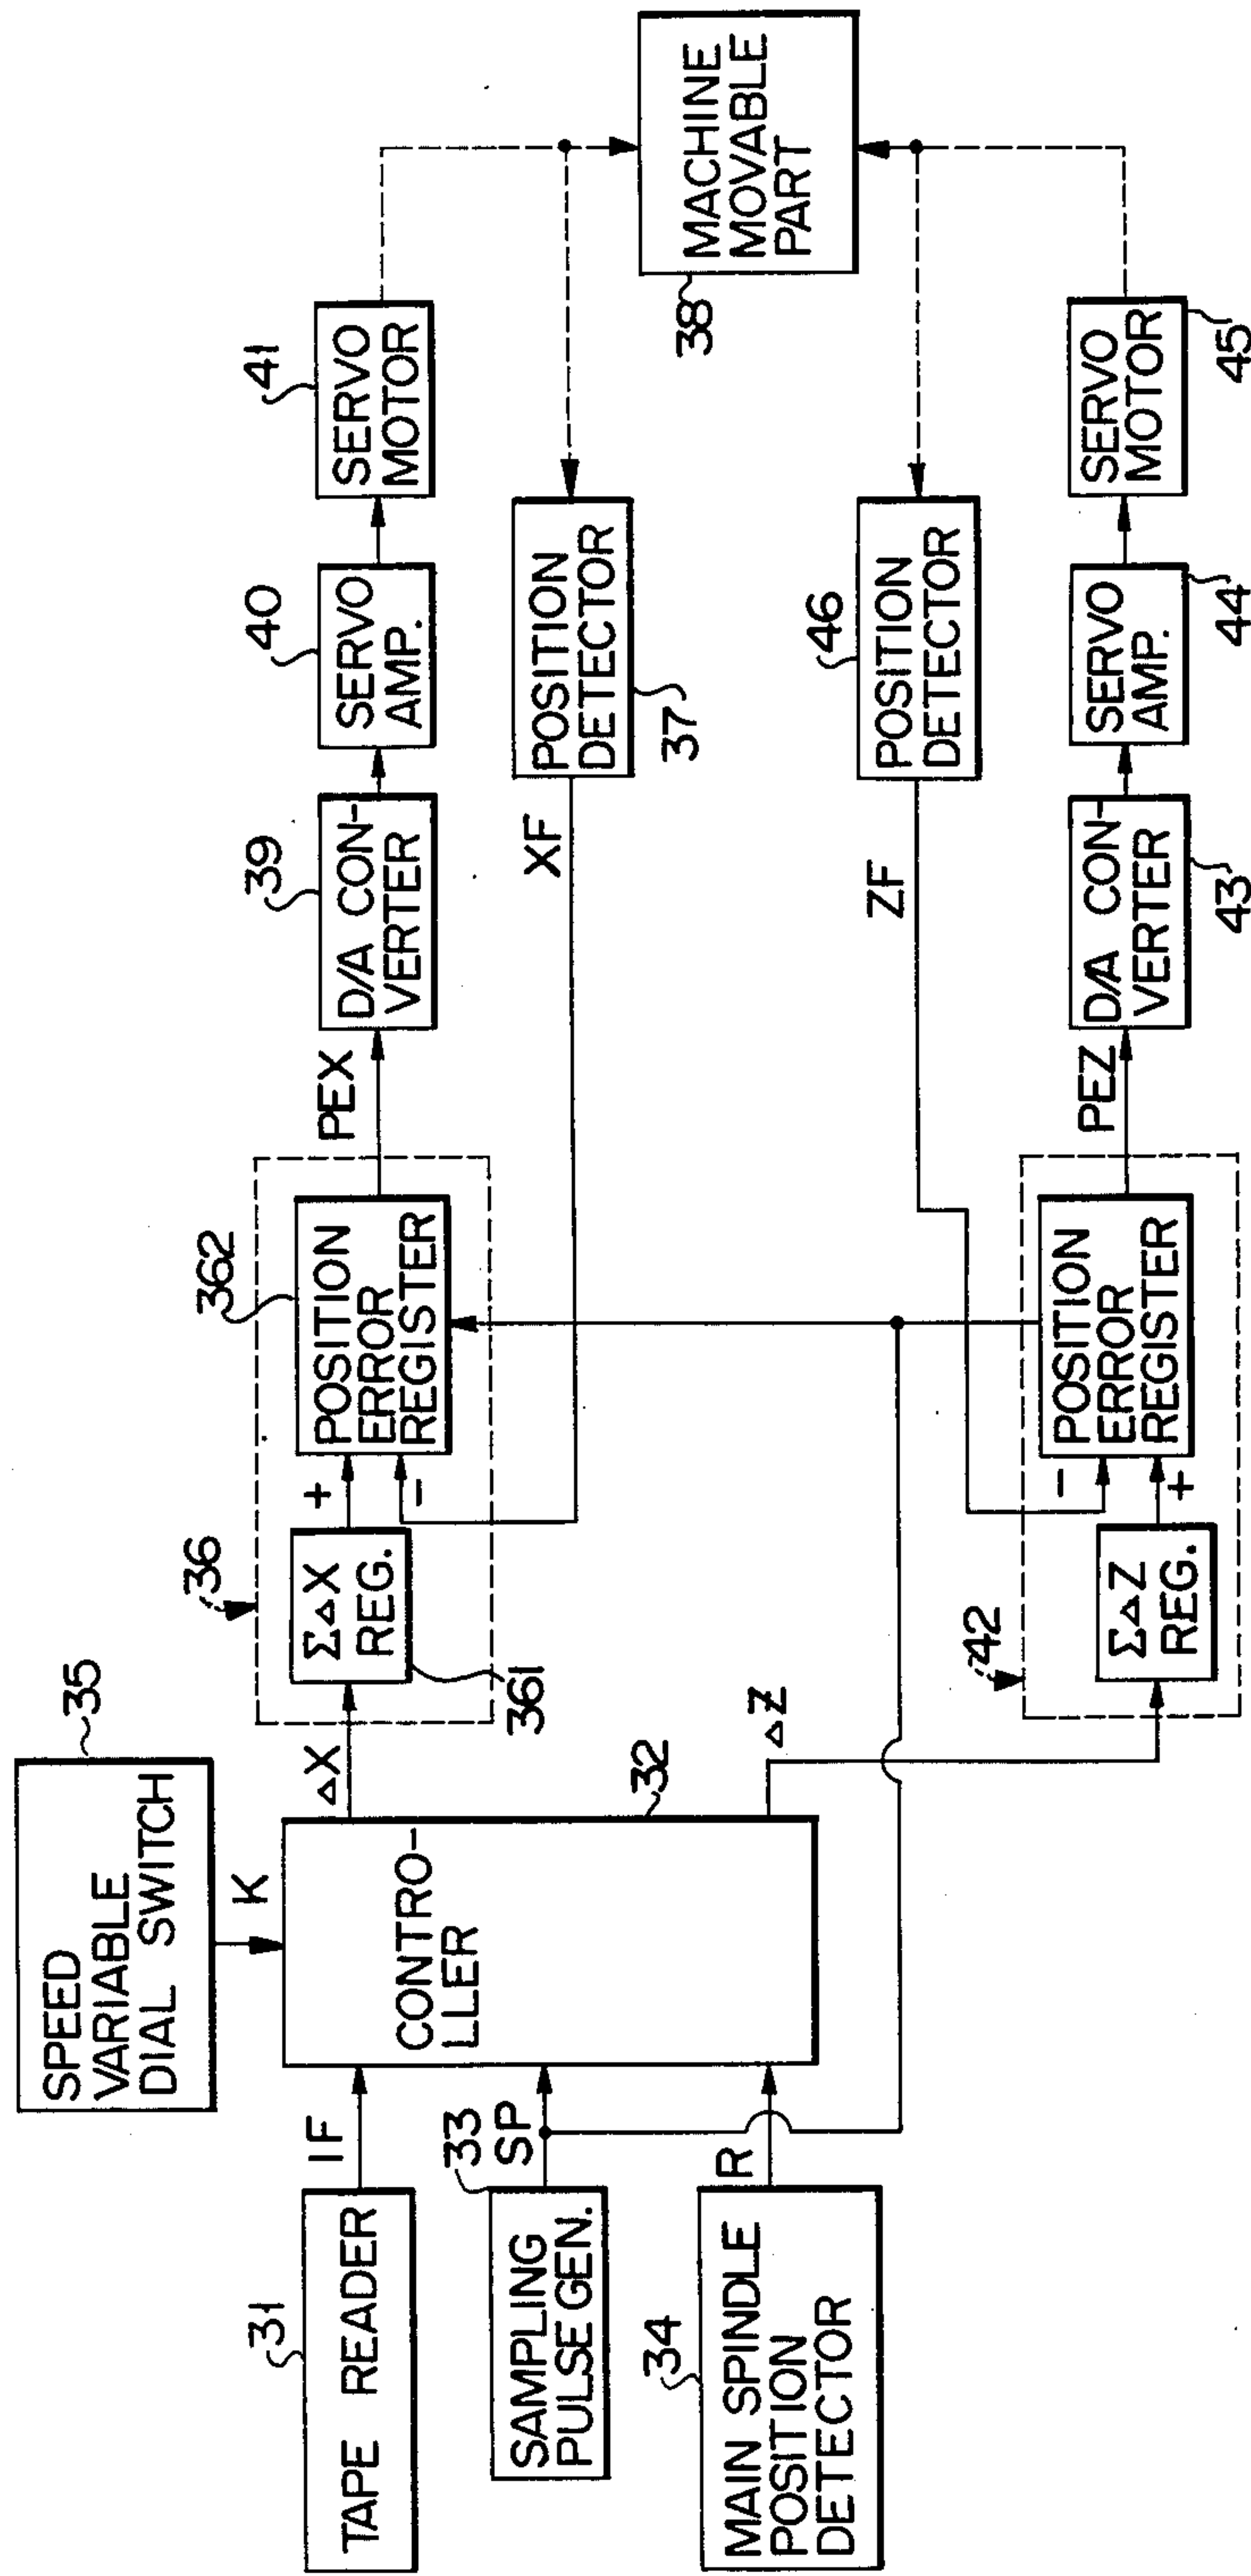 31
TAPE READER
IF
33
SAMPLING
PULSE GEN.
SP
34
MAIN SPINDLE
POSITION
DETECTOR
R
35
SPEED
VARIABLE
DIAL SWITCH
K
32
CONTRO-
LLER
ΔX
ΔZ
36
ΣΔX
REG.
361
+
-
362
POSITION
ERROR
REGISTER
PEX
39
D/A CON-
VERTER
40
SERVO
AMP.
41
SERVO
MOTOR
XF
POSITION
DETECTOR
37
MACHINE
MOVABLE
PART
38
ZF
46
POSITION
DETECTOR
42
ΣΔZ
REG.
-
+
POSITION
ERROR
REGISTER
PEZ
D/A CON-
VERTER
43
SERVO
AMP.
44
SERVO
MOTOR
45